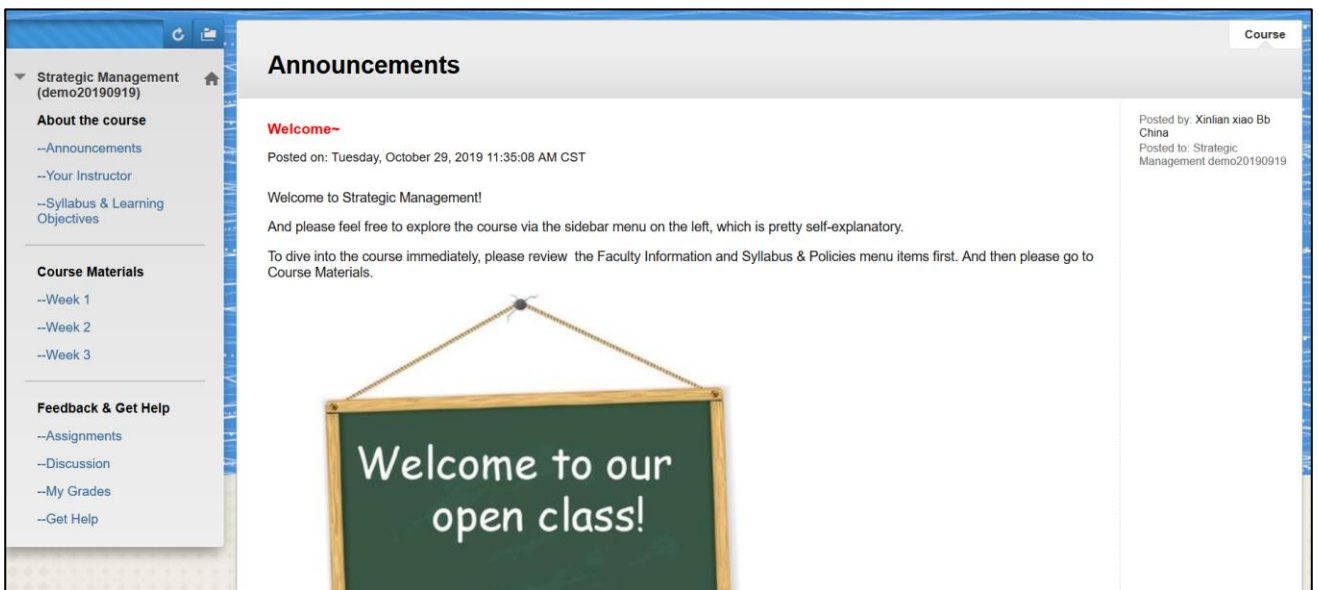 Strategic Management
(demo20190919)
About the course
--Announcements
--Your Instructor
--Syllabus & Learning
Objectives
Course Materials
--Week 1
--Week 2
--Week 3
Feedback & Get Help
--Assignments
--Discussion
--My Grades
--Get Help
Course
Announcements
Welcome~
Posted on: Tuesday, October 29, 2019 11:35:08 AM CST
Welcome to Strategic Management!
And please feel free to explore the course via the sidebar menu on the left, which is pretty self-explanatory.
To dive into the course immediately, please review  the Faculty Information and Syllabus & Policies menu items first. And then please go to
Course Materials.
Welcome to our
open class!
Posted by: Xinlian xiao Bb
China
Posted to: Strategic
Management demo20190919